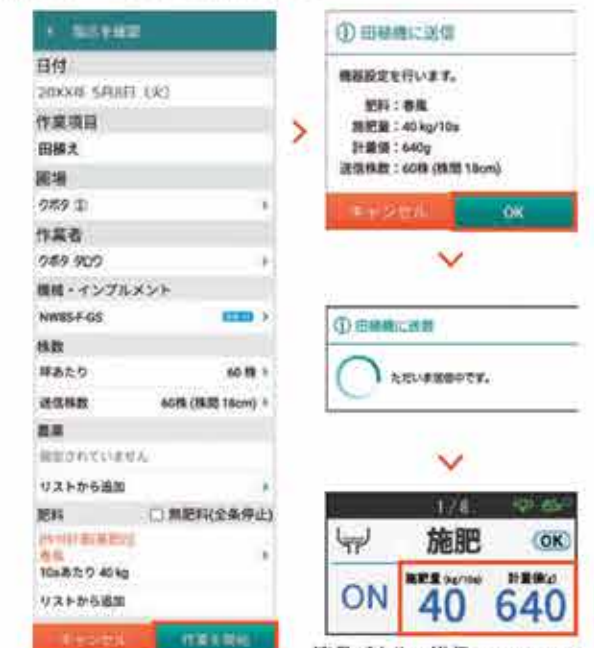 指示を確認
日付
20XX年 5月8日 (火)
作業項目
田植え
圃場
クボタ ①
作業者
クボタ タロウ
機械・インプルメント
NW8S-F-GS
株数
坪あたり 60 株
送信株数 60株 (株間 18cm)
農薬
設定されていません
リストから追加
肥料 無肥料(全条停止)
春風
10aあたり 40 kg
リストから追加
キャンセル 作業を開始
① 田植機に送信
機器設定を行います。
肥料：春風
施肥量：40 kg/10a
計量値：640g
送信株数：60株 (株間 18cm)
キャンセル OK
① 田植機に送信
ただいま送信中です。
1/8
施肥 OK
ON
施肥量(kg/10a) 計量値(g)
40 640